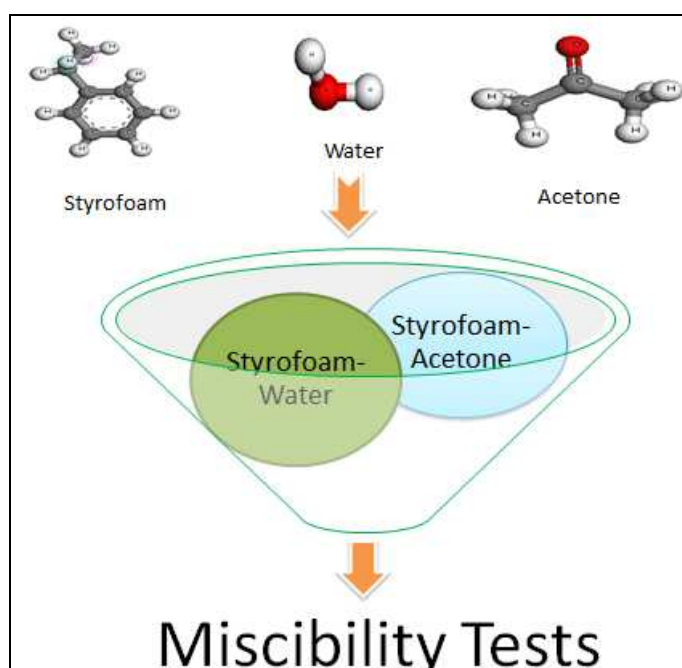 Styrofoam
Water
Acetone
Styrofoam-
Acetone
Styrofoam-
Water
Miscibility Tests